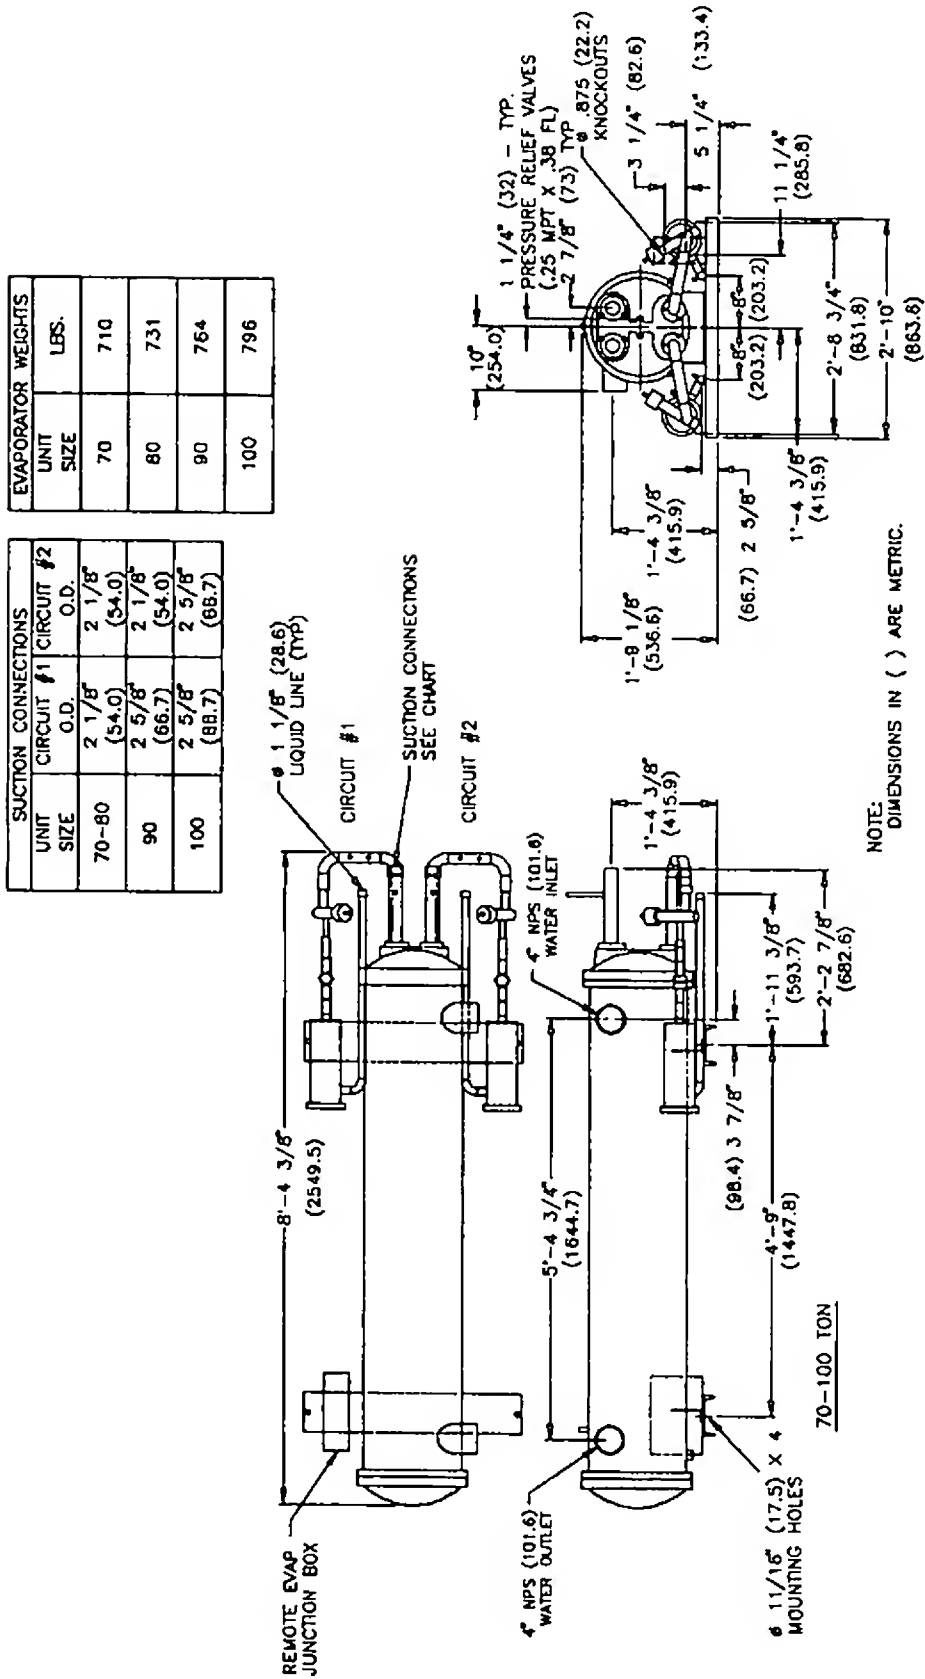 EVAPORATOR WEIGHTS
UNIT SIZE LBS.
70 710
80 731
90 764
100 796
SUCTION CONNECTIONS
UNIT SIZE CIRCUIT #1 O.D. CIRCUIT #2 O.D.
70-80 2 1/8" (54.0) 2 1/8" (54.0)
90 2 5/8" (66.7) 2 1/8" (54.0)
100 2 5/8" (66.7) 2 5/8" (66.7)
REMOTE EVAP
JUNCTION BOX
8'-4 3/8"
(2549.5)
ø 1 1/8" (28.6)
LIQUID LINE (TYP)
CIRCUIT #1
SUCTION CONNECTIONS
SEE CHART
CIRCUIT #2
4" NPS (101.6)
WATER OUTLET
5'-4 3/4"
(1644.7)
4" NPS (101.6)
WATER INLET
1'-4 3/8"
(415.9)
(98.4) 3 7/8"
1'-11 3/8"
(593.7)
2'-2 7/8"
(682.6)
4'-9"
(1447.8)
ø 11/16" (17.5) X 4
MOUNTING HOLES
70-100 TON
10"
(254.0)
1 1/4" (32) - TYP.
PRESSURE RELIEF VALVES
(.25 MPT X .38 FL)
2 7/8" (73) TYP
ø .875 (22.2)
KNOCKOUTS
3 1/4" (82.6)
5 1/4" (133.4)
11 1/4"
(285.8)
1'-9 1/8"
(536.6)
1'-4 3/8"
(415.9)
(66.7) 2 5/8"
8"
(203.2)
8"
(203.2)
1'-4 3/8"
(415.9)
2'-8 3/4"
(831.8)
2'-10"
(863.8)
NOTE:
DIMENSIONS IN ( ) ARE METRIC.